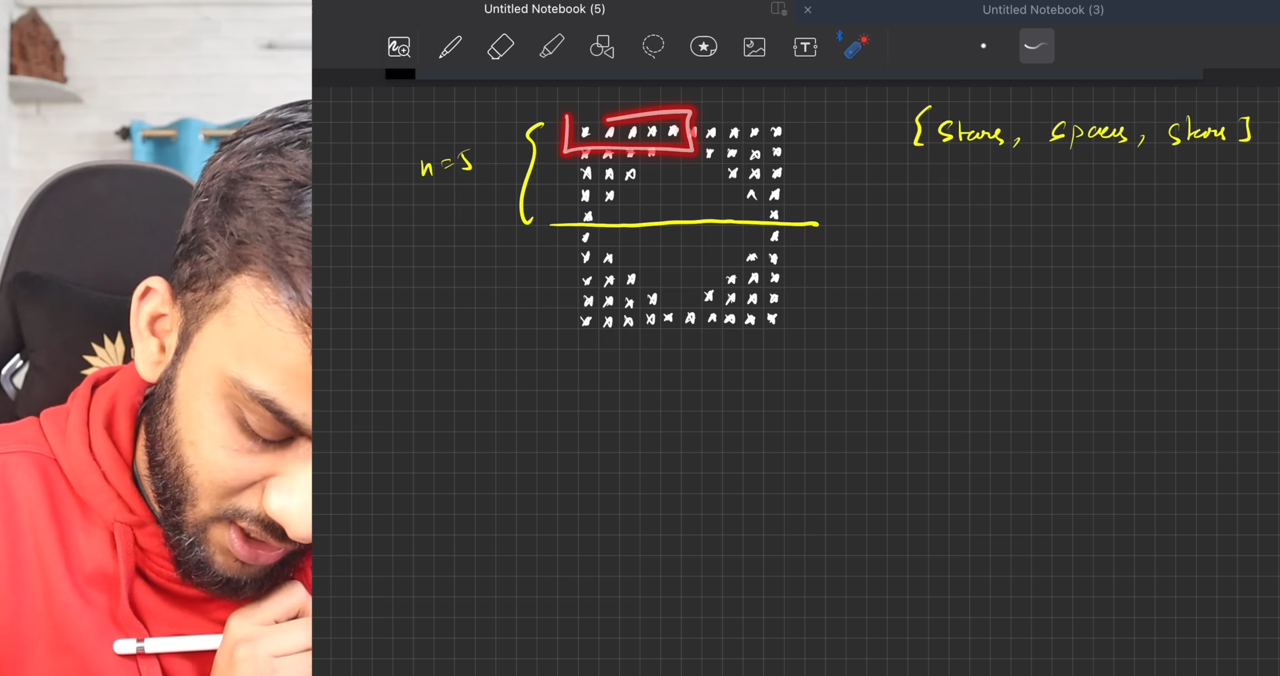 Untitled Notebook (5)
Untitled Notebook (3)
n=5
{ Stars, spaces, stars ]
* * * * * * * * * *
* * * * * * * *
* * * * * *
* * * *
* *
* *
* * * *
* * * * * *
* * * * * * * *
* * * * * * * * * *